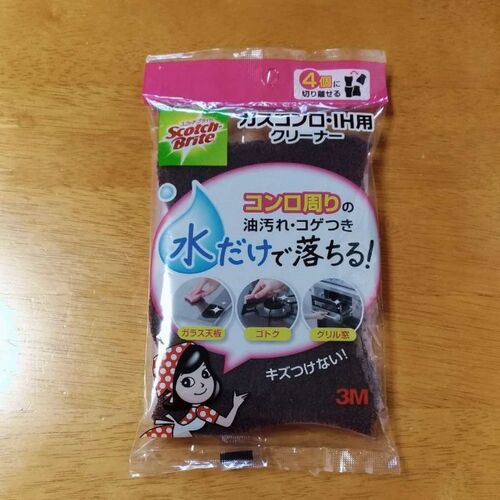 4個に
切り離せる
スコッチ・ブライト
Scotch-
Brite
ガスコンロ・IH用
クリーナー
コンロ周りの
油汚れ・コゲつき
水だけで落ちる!
ガラス天板
ゴトク
グリル窓
キズつけない!
3M